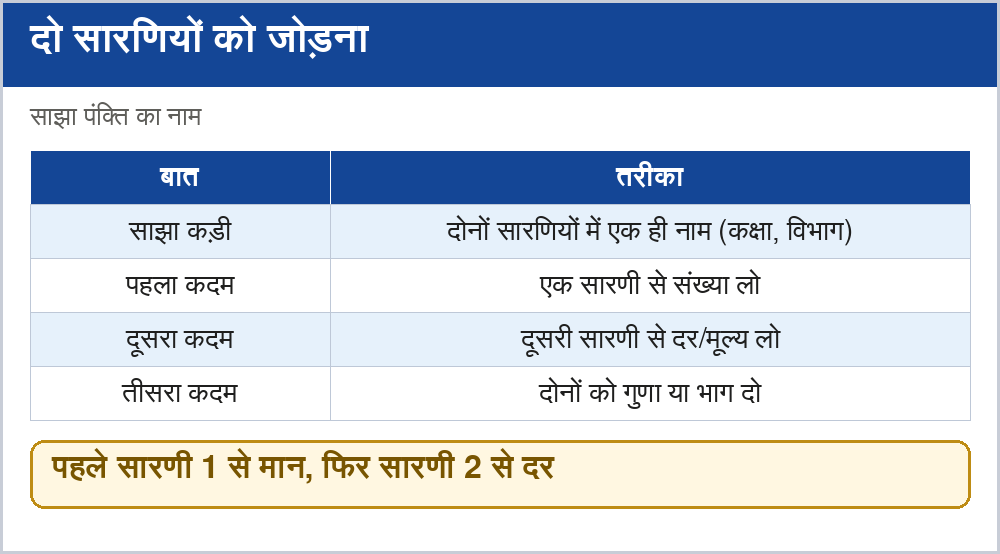 दो सारणियों को जोड़ना
साझा पंक्ति का नाम
बात तरीका
साझा कड़ी दोनों सारणियों में एक ही नाम (कक्षा, विभाग)
पहला कदम एक सारणी से संख्या लो
दूसरा कदम दूसरी सारणी से दर/मूल्य लो
तीसरा कदम दोनों को गुणा या भाग दो
पहले सारणी 1 से मान, फिर सारणी 2 से दर